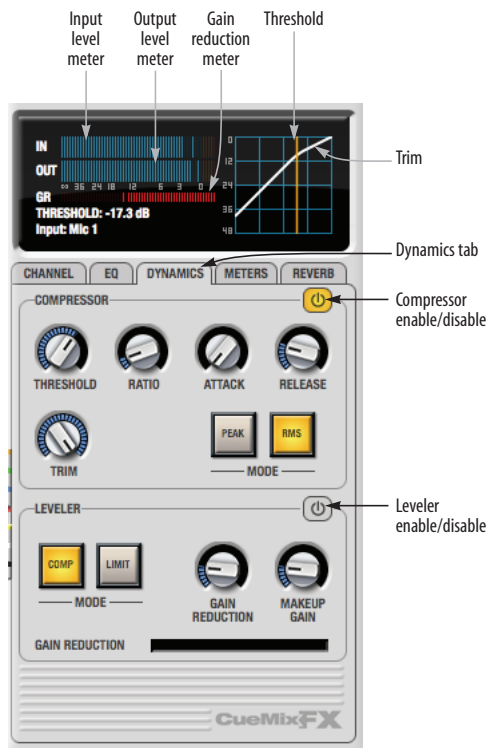 Input level meter
Output level meter
Gain reduction meter
Threshold
IN
OUT
∞ 36 24 18 12 6 3 0
GR
THRESHOLD: -17.3 dB
Input: Mic 1
0
12
24
36
48
Trim
Dynamics tab
CHANNEL EQ DYNAMICS METERS REVERB
COMPRESSOR
Compressor enable/disable
THRESHOLD RATIO ATTACK RELEASE
PEAK RMS
TRIM
MODE
LEVELER
Leveler enable/disable
COMP LIMIT
MODE
GAIN REDUCTION
MAKEUP GAIN
GAIN REDUCTION
CueMixFX